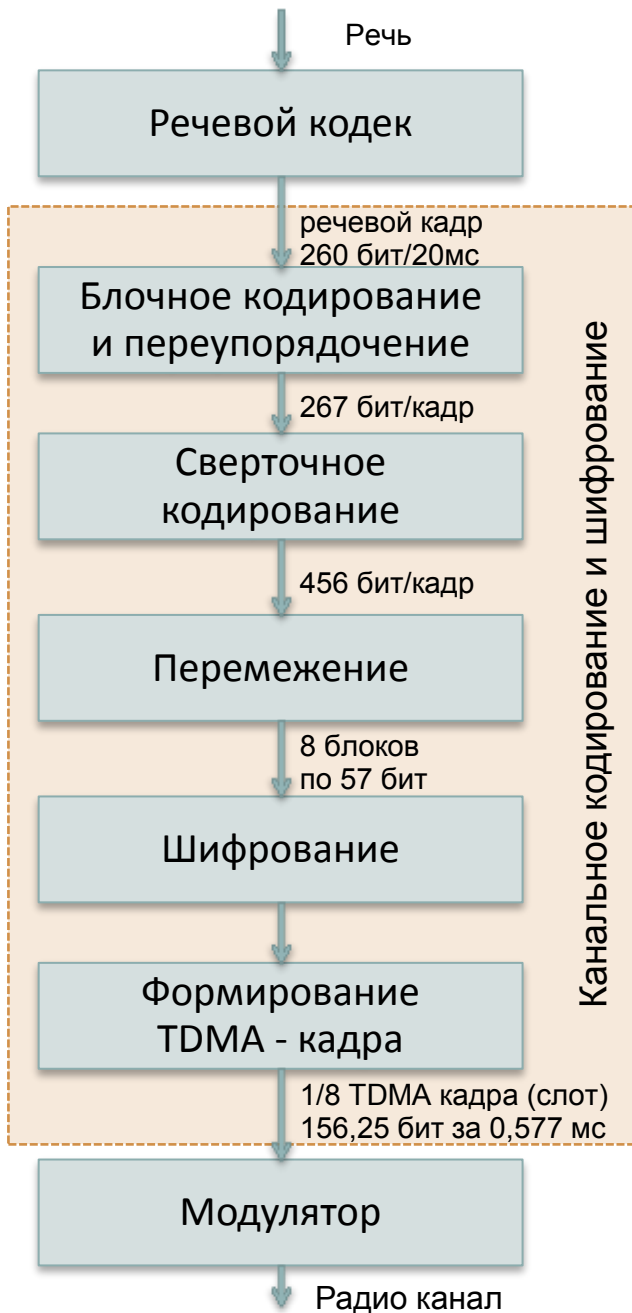 Речь
Речевой кодек
речевой кадр
260 бит/20мс
Блочное кодирование
и переупорядочение
267 бит/кадр
Сверточное
кодирование
456 бит/кадр
Перемежение
8 блоков
по 57 бит
Шифрование
Формирование
TDMA - кадра
1/8 TDMA кадра (слот)
156,25 бит за 0,577 мс
Канальное кодирование и шифрование
Модулятор
Радио канал